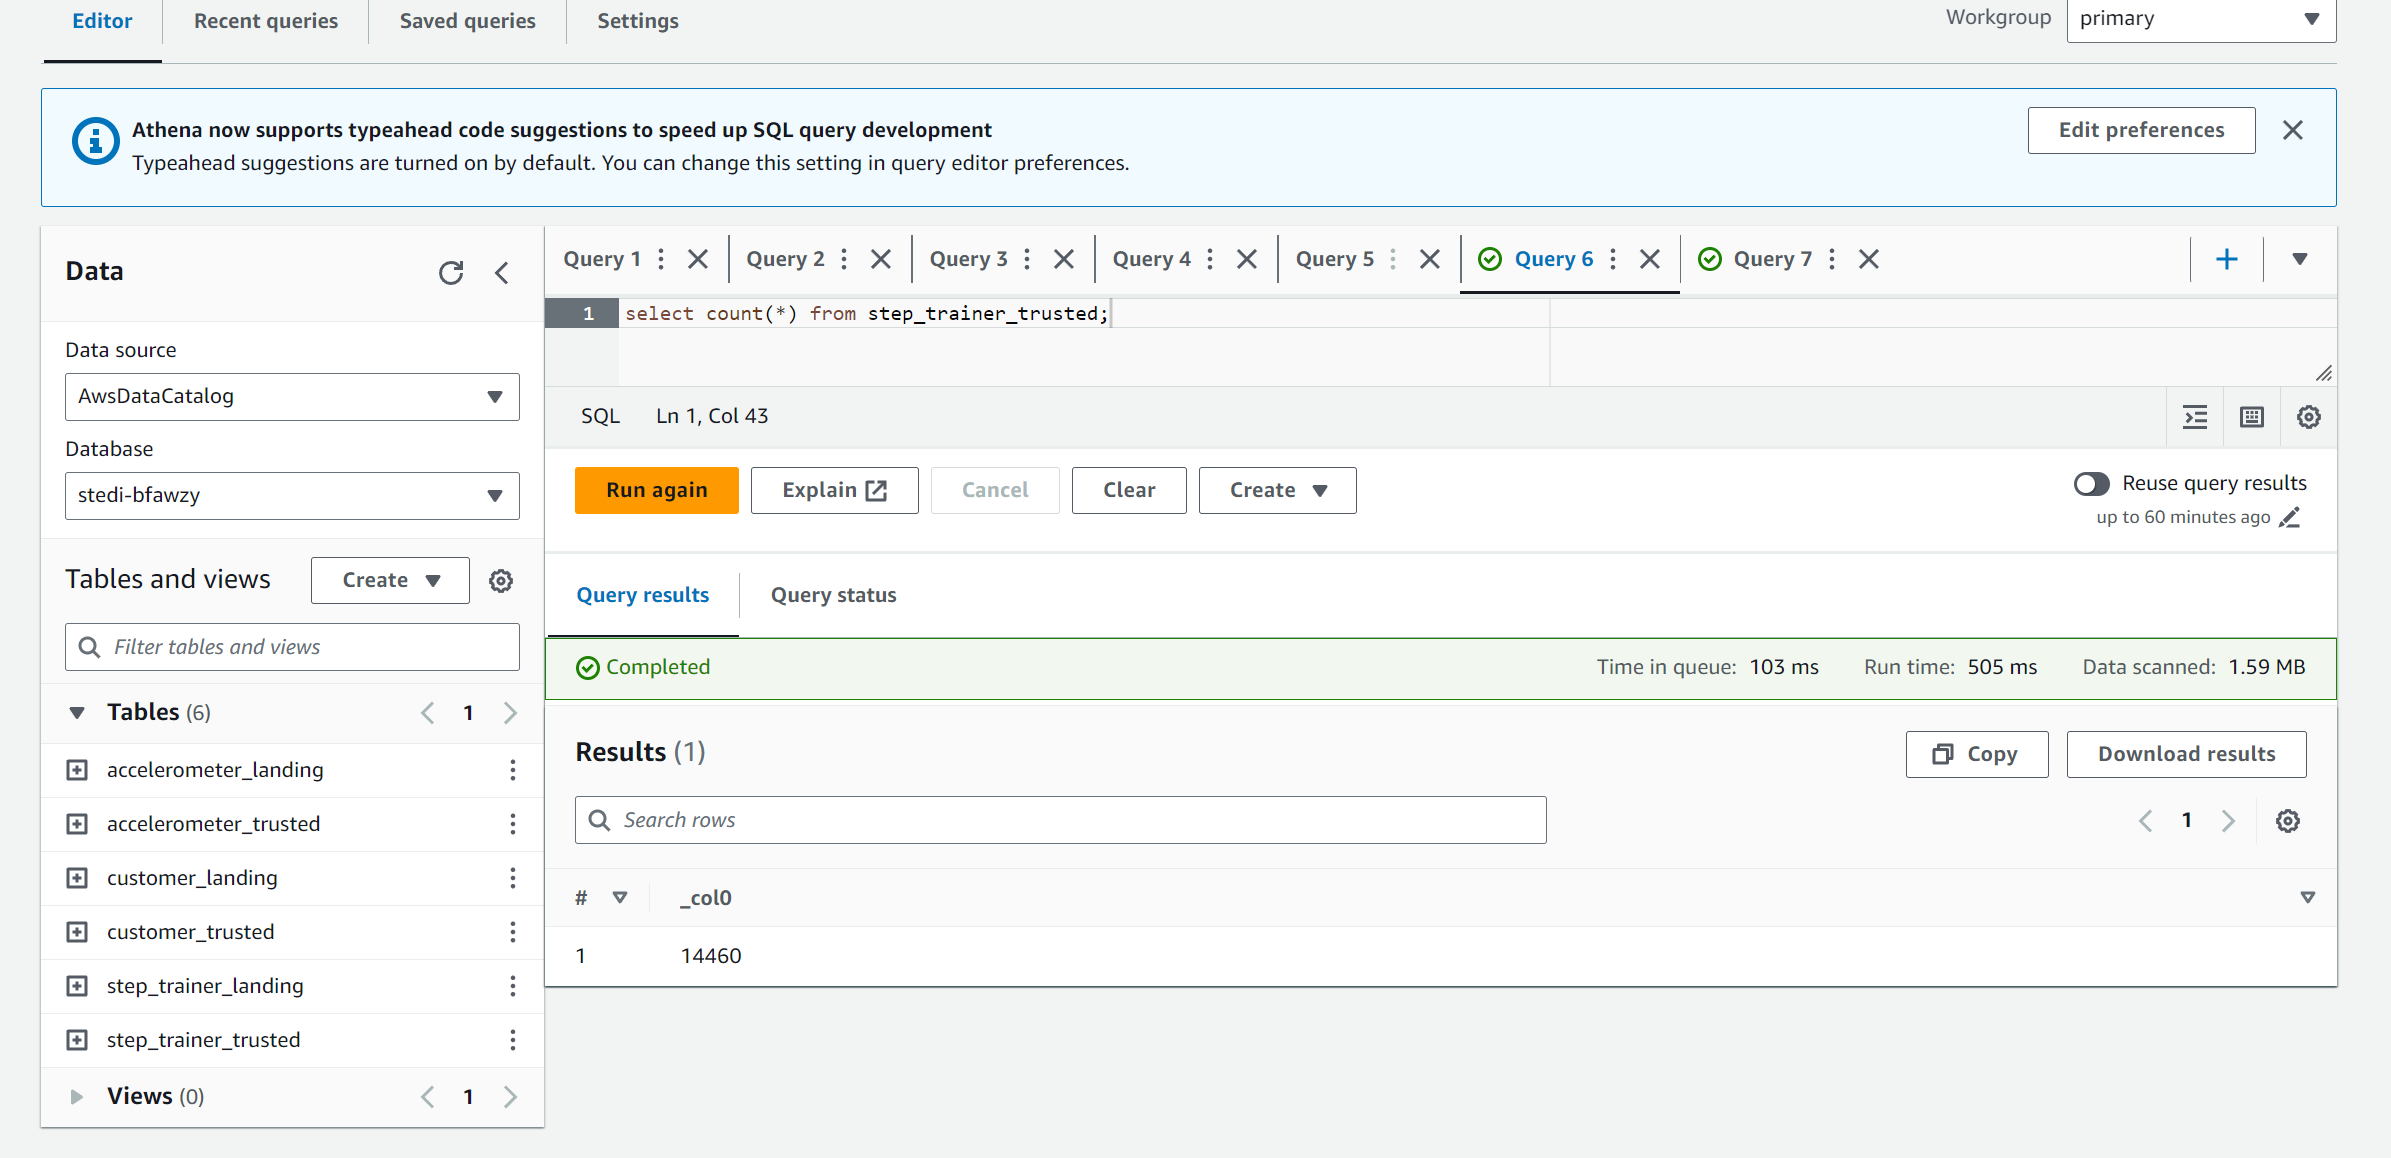 Editor
Recent queries
Saved queries
Settings
Workgroup
primary
Athena now supports typeahead code suggestions to speed up SQL query development
Typeahead suggestions are turned on by default. You can change this setting in query editor preferences.
Edit preferences
Data
Data source
AwsDataCatalog
Database
stedi-bfawzy
Tables and views
Create
Filter tables and views
Tables (6)
1
accelerometer_landing
accelerometer_trusted
customer_landing
customer_trusted
step_trainer_landing
step_trainer_trusted
Views (0)
1
Query 1
Query 2
Query 3
Query 4
Query 5
Query 6
Query 7
1 select count(*) from step_trainer_trusted;
SQL Ln 1, Col 43
Run again
Explain
Cancel
Clear
Create
Reuse query results
up to 60 minutes ago
Query results
Query status
Completed
Time in queue: 103 ms
Run time: 505 ms
Data scanned: 1.59 MB
Results (1)
Copy
Download results
Search rows
1
# _col0
1 14460